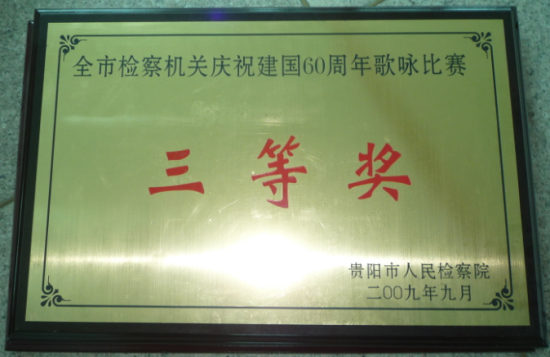 全市检察机关庆祝建国60周年歌咏比赛
三等奖
贵阳市人民检察院
二00九年九月